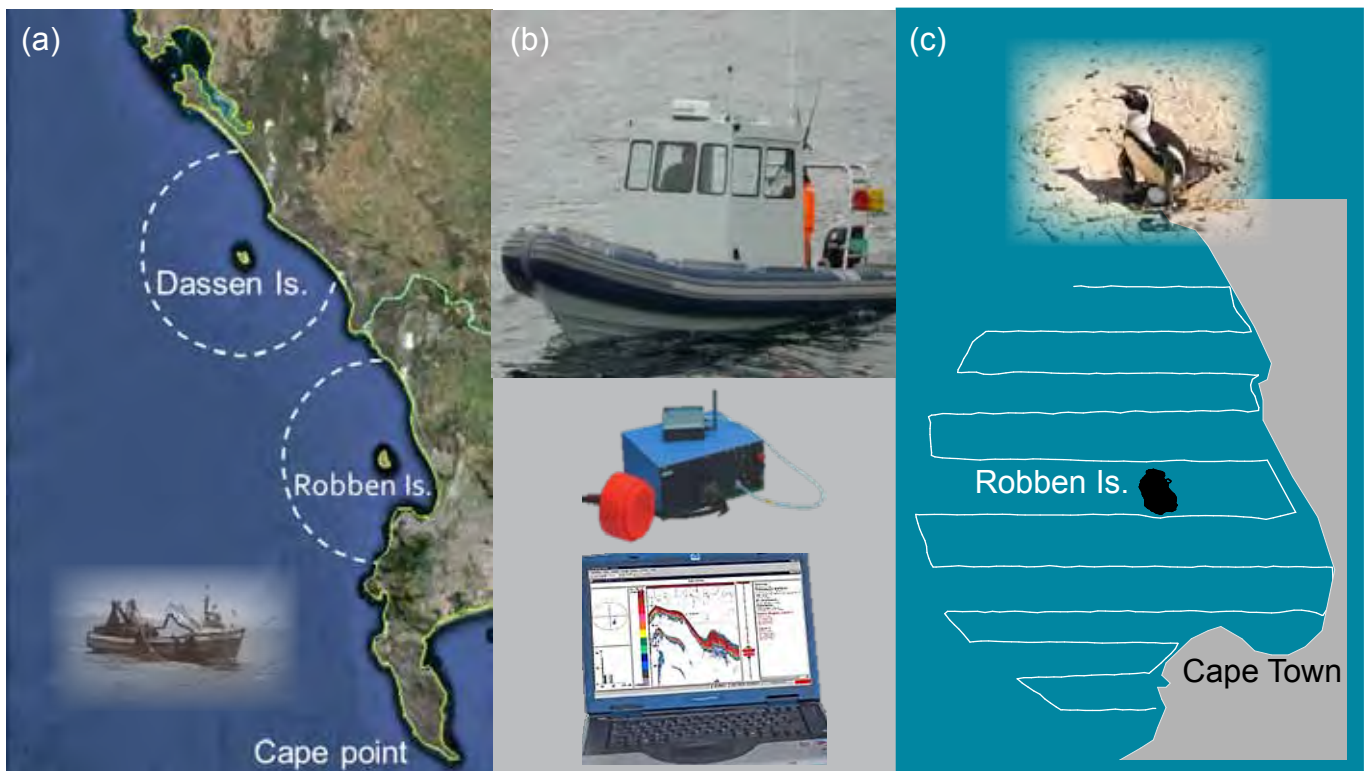 (a)
Dassen Is.
Robben Is.
Cape point
(b)
(c)
Robben Is.
Cape Town